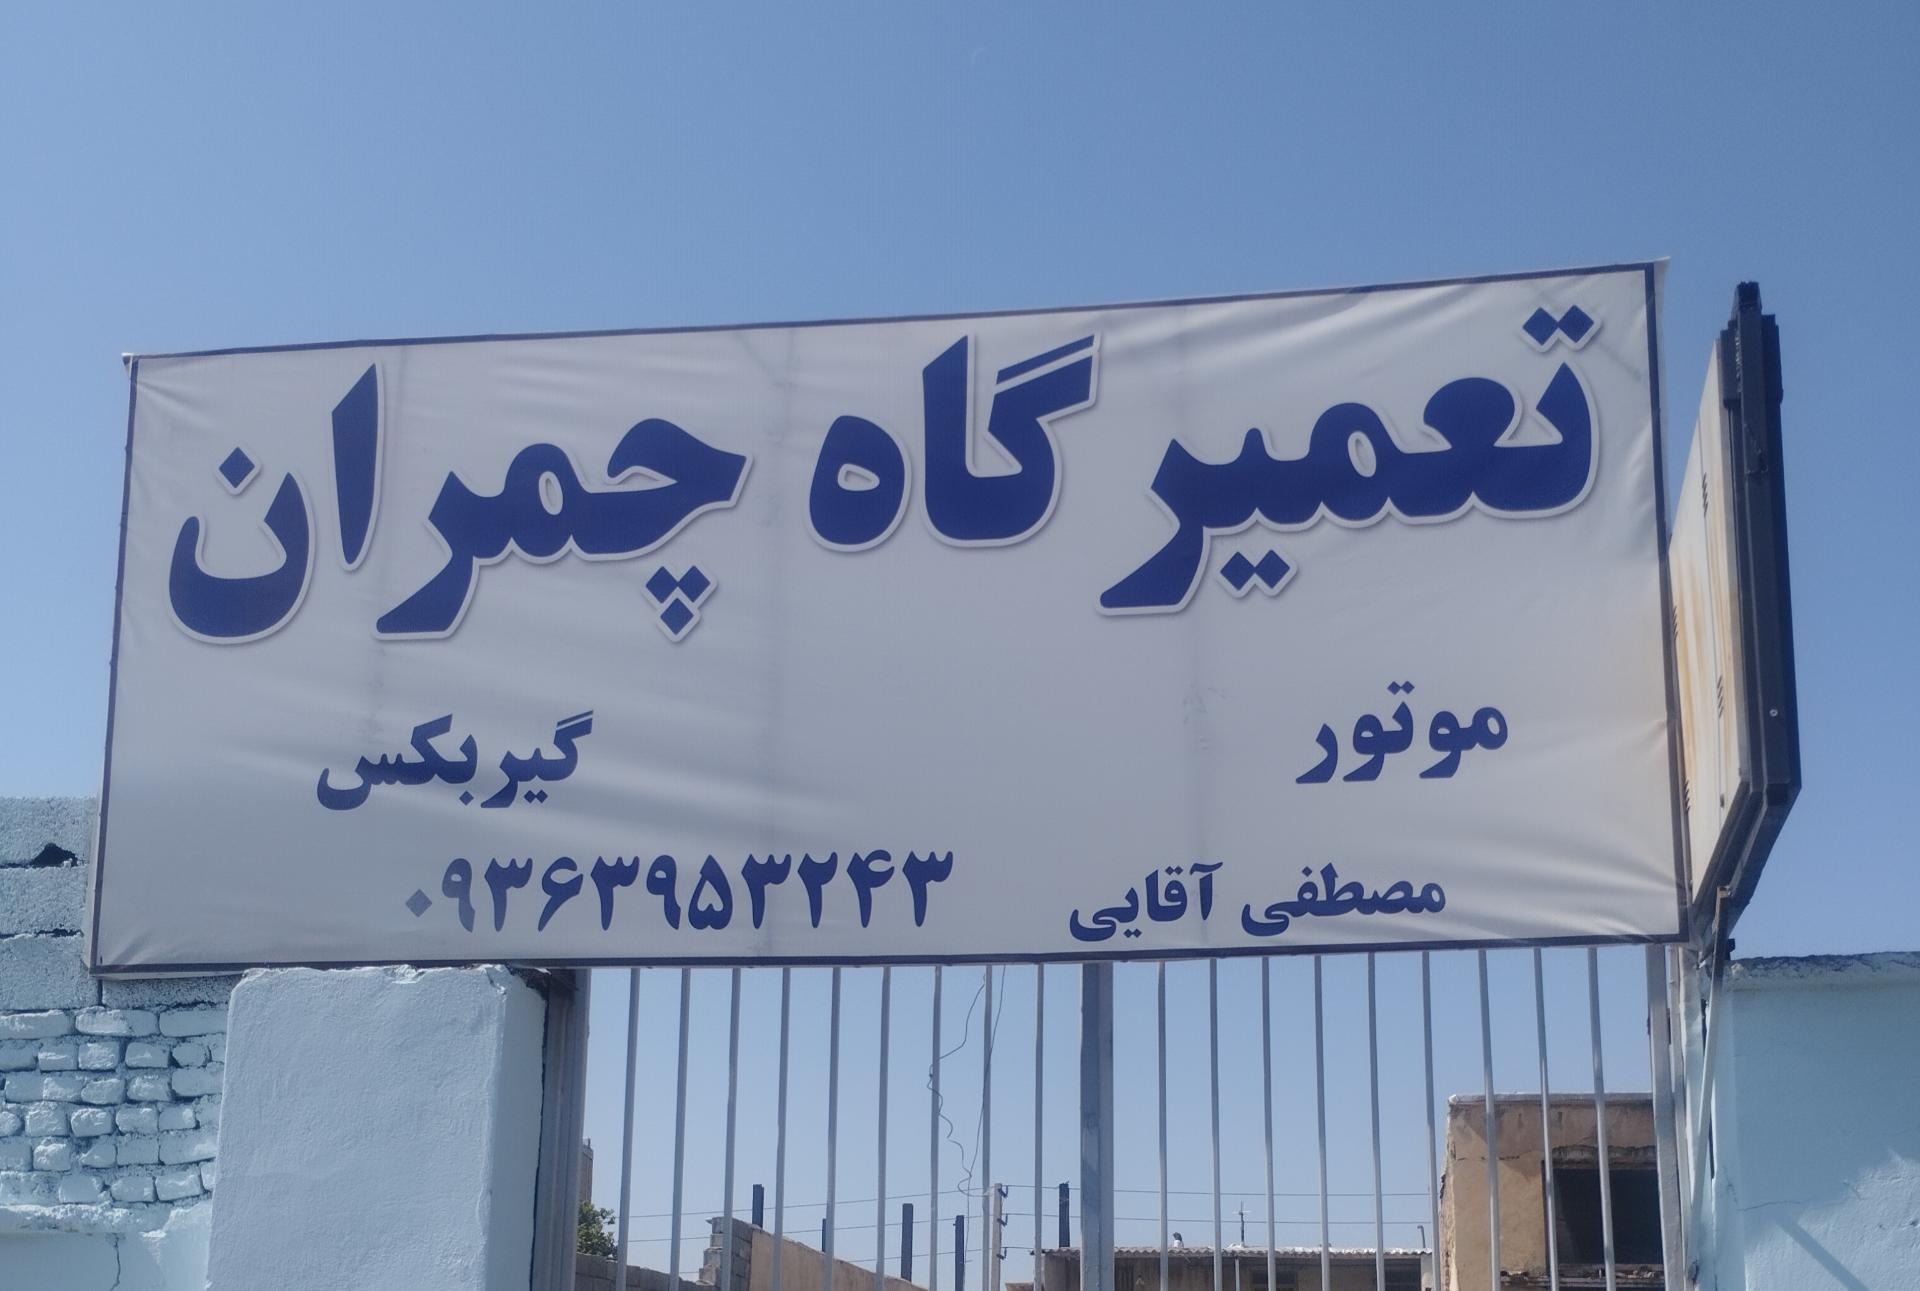 تعمیرگاه چمران
موتور گیربکس
مصطفی آقایی ۰۹۳۶۳۹۵۳۲۴۳